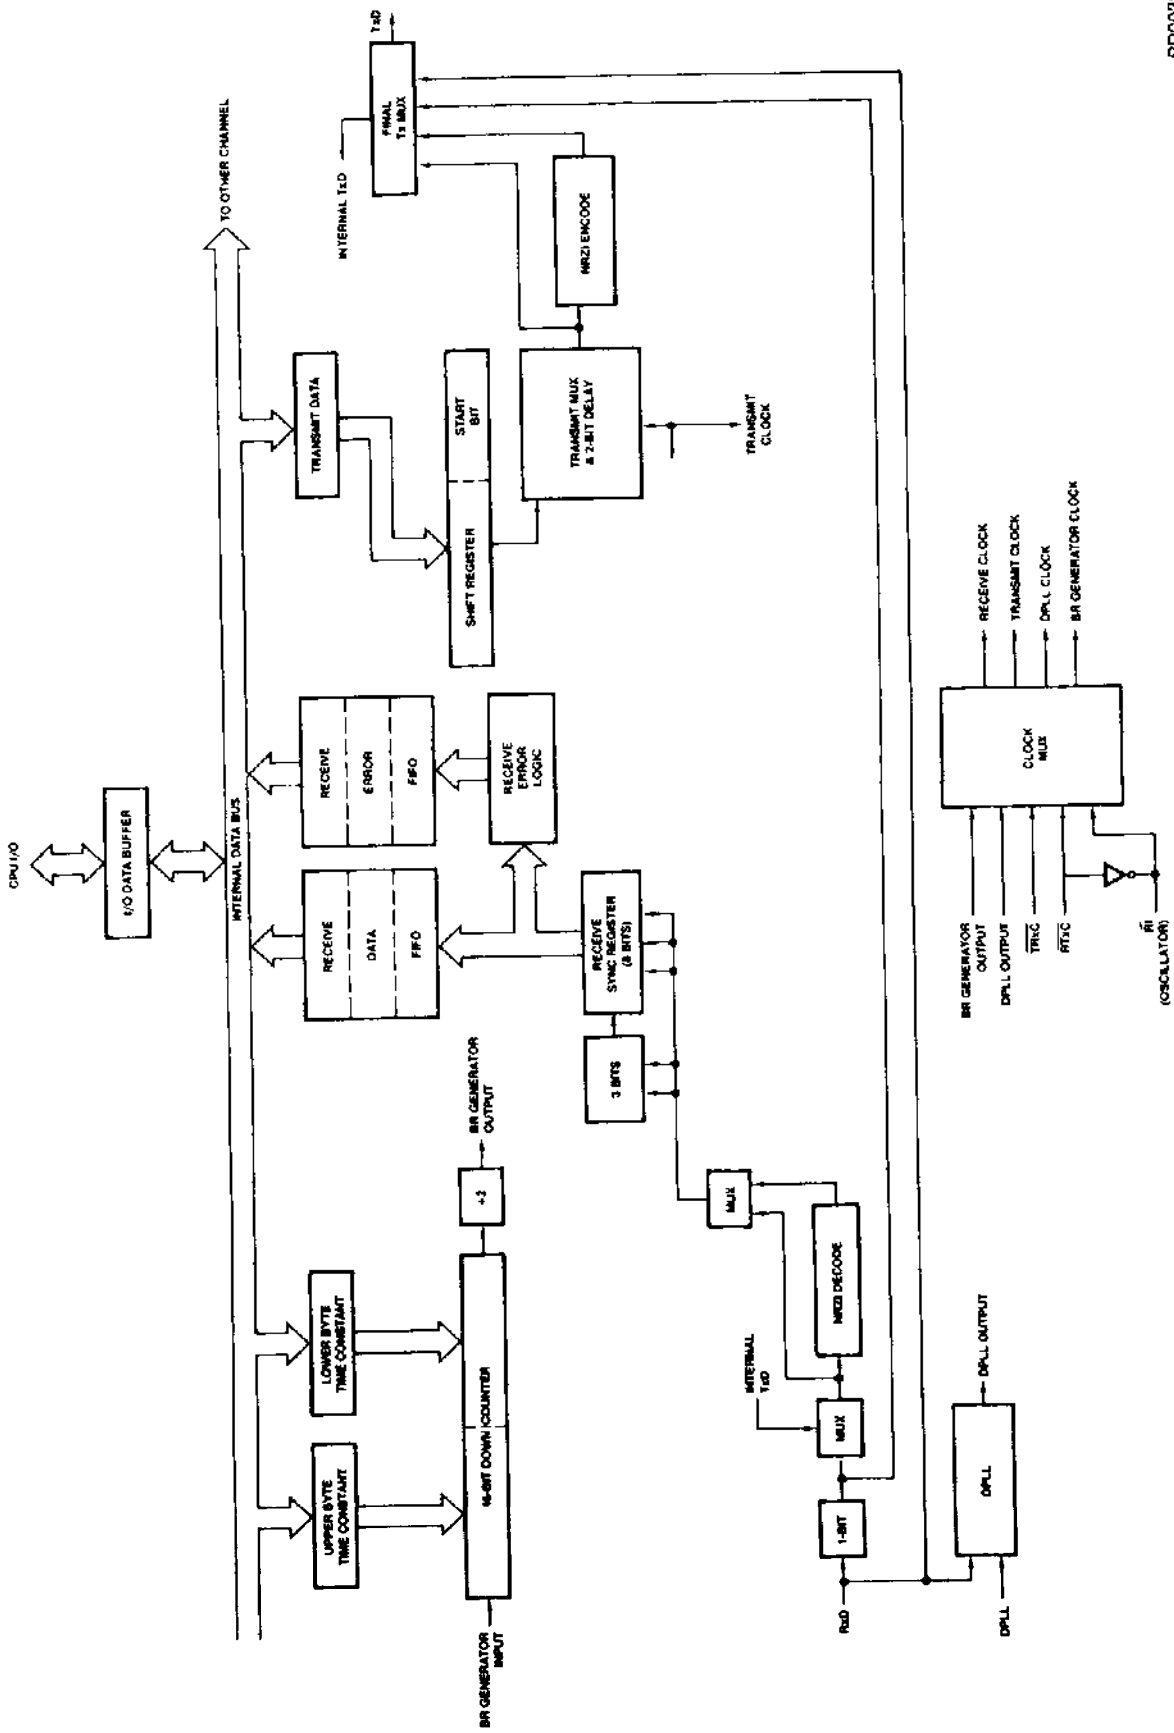 CPU I/O
I/O DATA BUFFER
INTERNAL DATA BUS
TO OTHER CHANNEL
UPPER BYTE
TIME CONSTANT
LOWER BYTE
TIME CONSTANT
BR GENERATOR
INPUT
16-BIT DOWN COUNTER
÷2
BR GENERATOR
OUTPUT
RECEIVE
DATA
FIFO
RECEIVE
ERROR
FIFO
RECEIVE
ERROR
LOGIC
TRANSMIT DATA
SHIFT REGISTER
START
BIT
TRANSMIT MUX
& 2-BIT DELAY
TRANSMIT
CLOCK
NRZI ENCODE
INTERNAL TxD
FINAL
Tx MUX
TxD
3 BITS
RECEIVE
SYNC REGISTER
(8 BITS)
MUX
NRZI DECODE
INTERNAL
TxD
MUX
1-BIT
RxD
DPLL
DPLL
DPLL OUTPUT
BR GENERATOR
OUTPUT
DPLL OUTPUT
TRxC
RTxC
RI
(OSCILLATOR)
CLOCK
MUX
RECEIVE CLOCK
TRANSMIT CLOCK
DPLL CLOCK
BR GENERATOR CLOCK